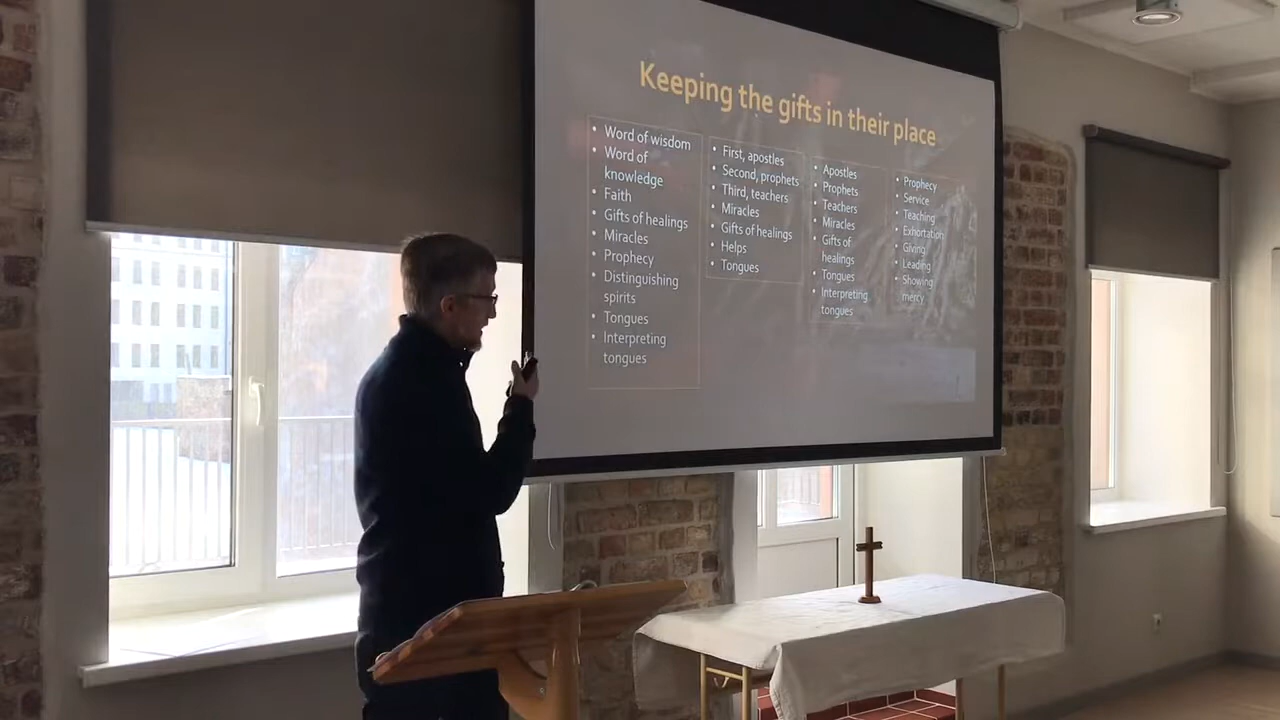 Keeping the gifts in their place
• Word of wisdom
• Word of
knowledge
• Faith
• Gifts of healings
• Miracles
• Prophecy
• Distinguishing
spirits
• Tongues
• Interpreting
tongues
• First, apostles
• Second, prophets
• Third, teachers
• Miracles
• Gifts of healings
• Helps
• Tongues
• Apostles
• Prophets
• Teachers
• Miracles
• Gifts of
healings
• Tongues
• Interpreting
tongues
• Prophecy
• Service
• Teaching
• Exhortation
• Giving
• Leading
• Showing
mercy